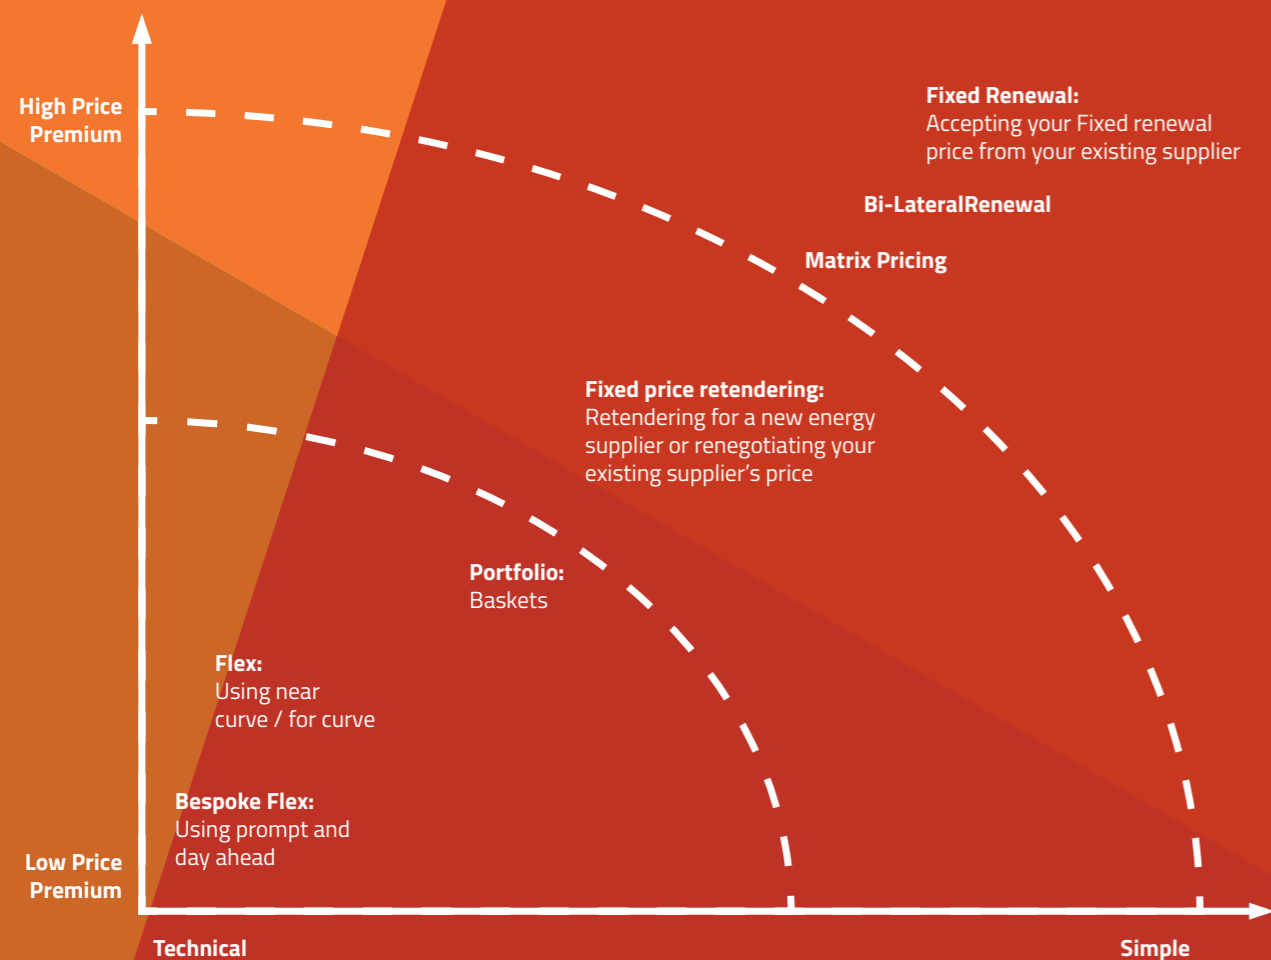 High Price
Premium
Fixed Renewal:
Accepting your Fixed renewal
price from your existing supplier
Bi-LateralRenewal
Matrix Pricing
Fixed price retendering:
Retendering for a new energy
supplier or renegotiating your
existing supplier’s price
Portfolio:
Baskets
Flex:
Using near
curve / for curve
Bespoke Flex:
Using prompt and
day ahead
Low Price
Premium
Technical
Simple